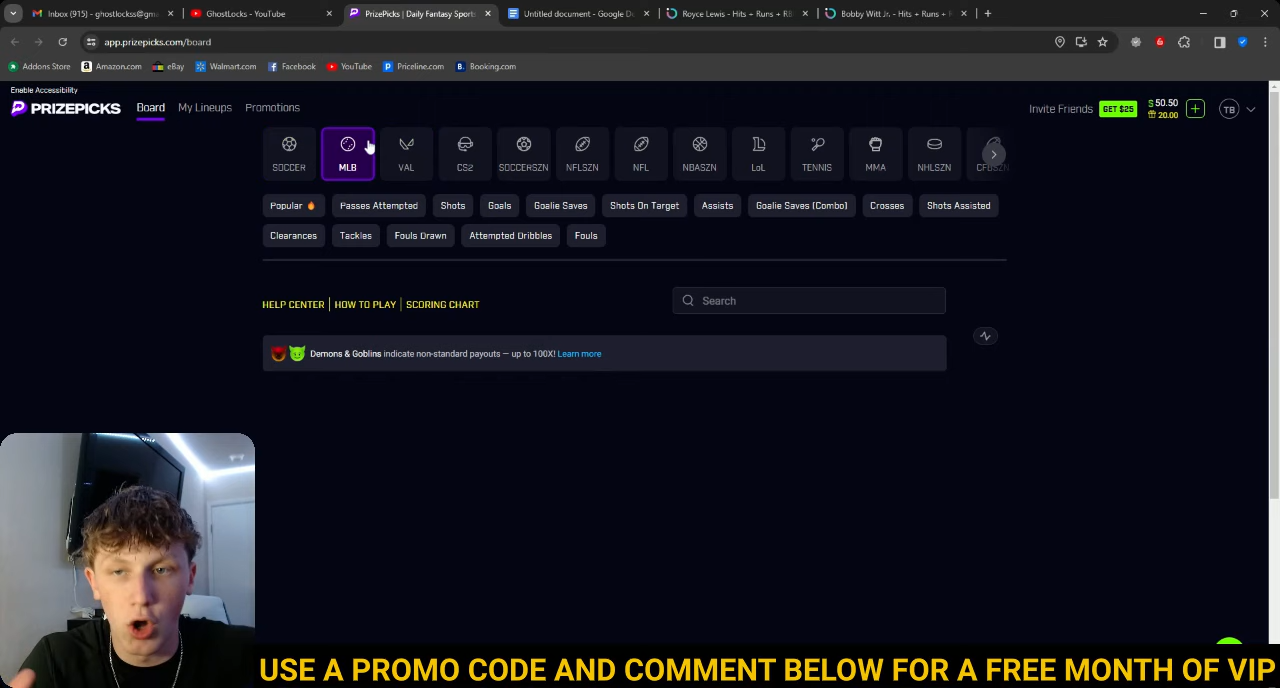 Inbox (915) - ghostlockss@gm
GhostLocks - YouTube
PrizePicks | Daily Fantasy Sports
Untitled document - Google D
Royce Lewis - Hits + Runs + RB
Bobby Witt Jr. - Hits + Runs + R
app.prizepicks.com/board
6
Addons Store
Amazon.com
eBay
Walmart.com
Facebook
YouTube
Priceline.com
Booking.com
Enable Accessibility
PRIZEPICKS
Board
My Lineups
Promotions
Invite Friends
GET $25
$ 50.50
20.00
TB
SOCCER
MLB
VAL
CS2
SOCCERSZN
NFLSZN
NFL
NBASZN
LoL
TENNIS
MMA
NHLSZN
CFBSZN
Popular
Passes Attempted
Shots
Goals
Goalie Saves
Shots On Target
Assists
Goalie Saves (Combo)
Crosses
Shots Assisted
Clearances
Tackles
Fouls Drawn
Attempted Dribbles
Fouls
HELP CENTER | HOW TO PLAY | SCORING CHART
Search
Demons & Goblins indicate non-standard payouts — up to 100X! Learn more
USE A PROMO CODE AND COMMENT BELOW FOR A FREE MONTH OF VIP